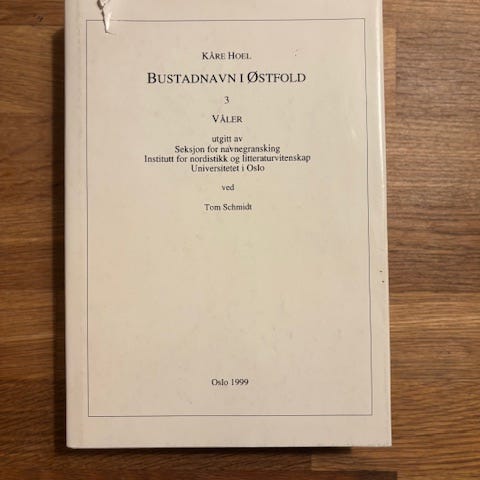 KÅRE HOEL
BUSTADNAVN I ØSTFOLD
3
VÅLER
utgitt av
Seksjon for navnegransking
Institutt for nordistikk og litteraturvitenskap
Universitetet i Oslo
ved
Tom Schmidt
Oslo 1999